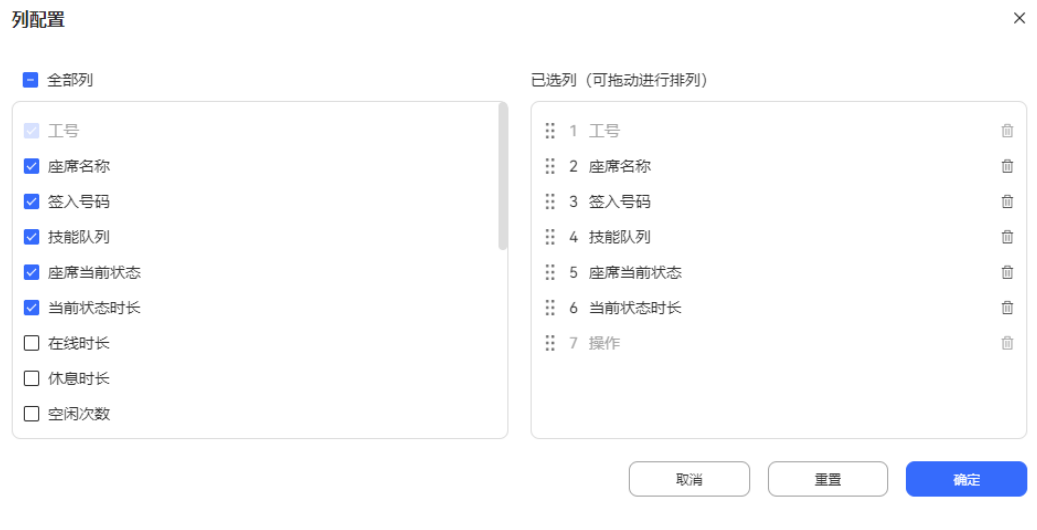 列配置
全部列
工号
座席名称
签入号码
技能队列
座席当前状态
当前状态时长
在线时长
休息时长
空闲次数
已选列（可拖动进行排列）
1 工号
2 座席名称
3 签入号码
4 技能队列
5 座席当前状态
6 当前状态时长
7 操作
取消
重置
确定